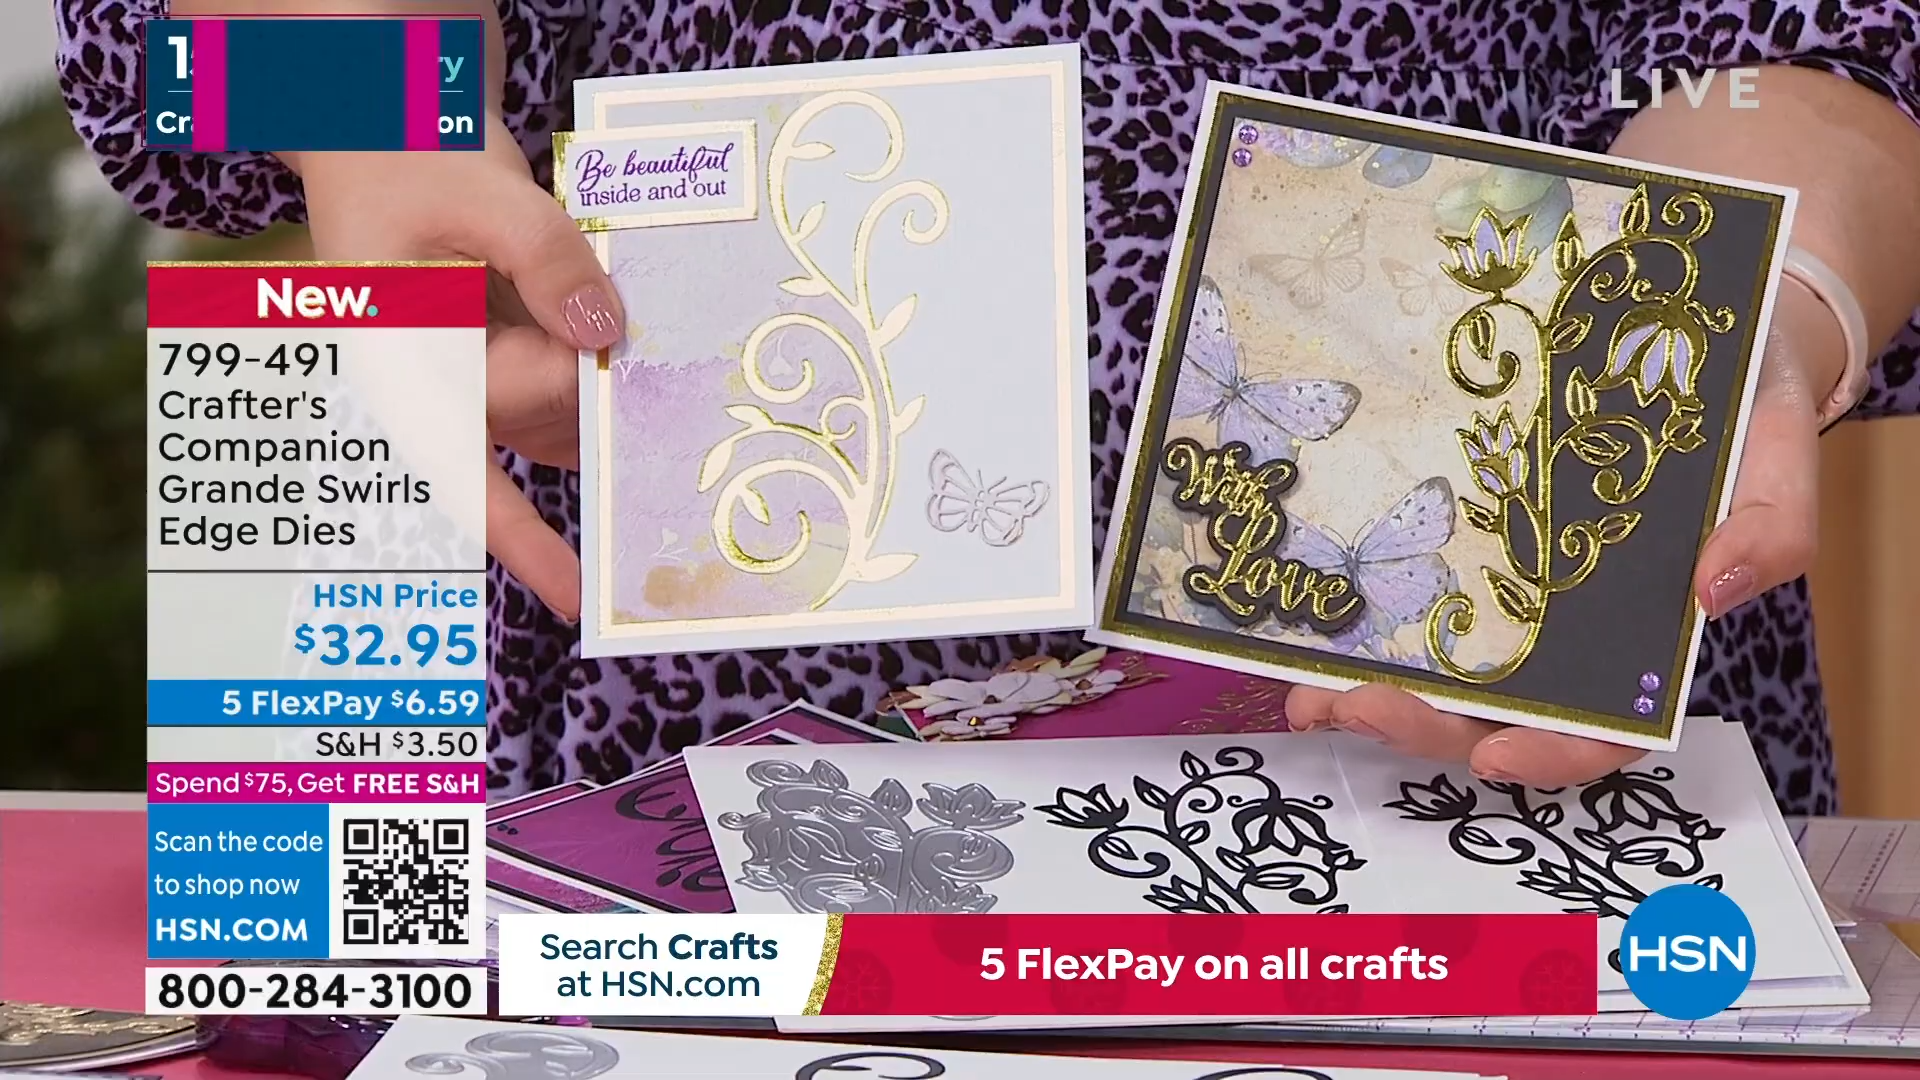 LIVE
Be beautiful
inside and out
With
Love
New.
799-491
Crafter's
Companion
Grande Swirls
Edge Dies
HSN Price
$32.95
5 FlexPay $6.59
S&H $3.50
Spend $75, Get FREE S&H
Scan the code
to shop now
HSN.COM
800-284-3100
Search Crafts
at HSN.com
5 FlexPay on all crafts
HSN